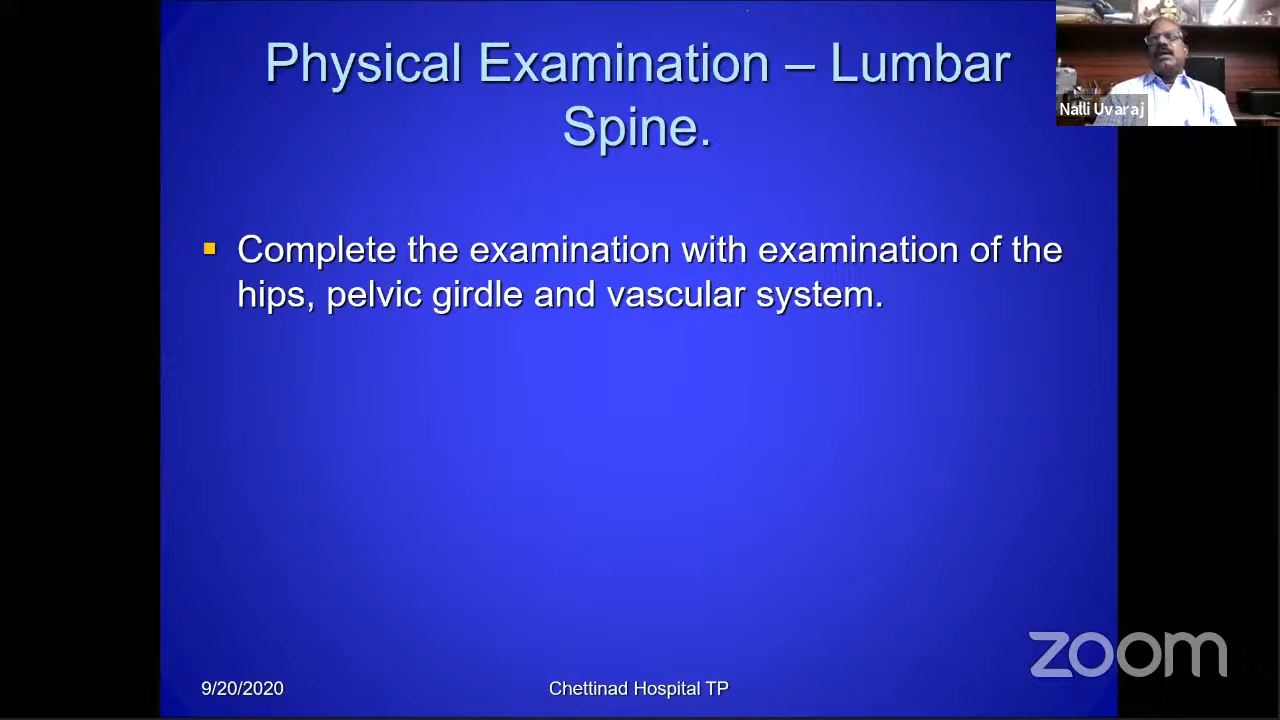 Physical Examination – Lumbar
Spine.
Nalli Uvaraj
Complete the examination with examination of the
hips, pelvic girdle and vascular system.
zoom
9/20/2020
Chettinad Hospital TP